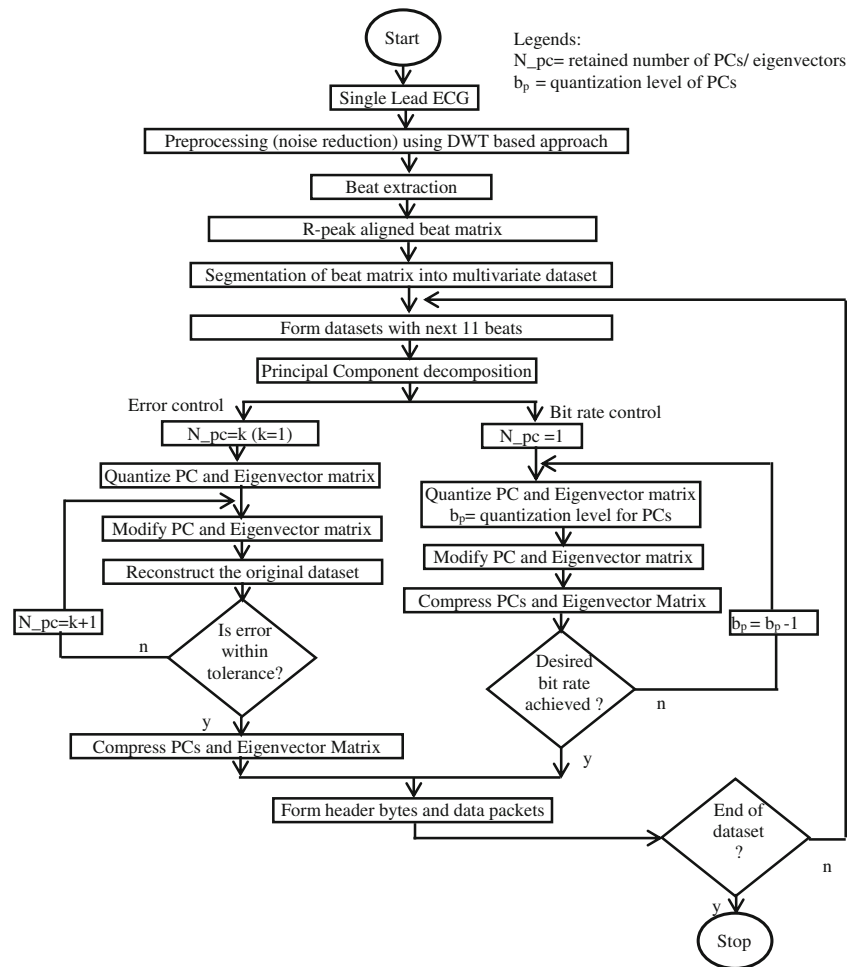 Start
Legends:
N_pc= retained number of PCs/ eigenvectors
bₚ = quantization level of PCs
Single Lead ECG
Preprocessing (noise reduction) using DWT based approach
Beat extraction
R-peak aligned beat matrix
Segmentation of beat matrix into multivariate dataset
Form datasets with next 11 beats
Principal Component decomposition
Error control
Bit rate control
N_pc=k (k=1)
N_pc =1
Quantize PC and Eigenvector matrix
Modify PC and Eigenvector matrix
Reconstruct the original dataset
N_pc=k+1
n
Is error
within
tolerance?
y
Compress PCs and Eigenvector Matrix
Quantize PC and Eigenvector matrix
bₚ= quantization level for PCs
Modify PC and Eigenvector matrix
Compress PCs and Eigenvector Matrix
bₚ = bₚ -1
Desired
bit rate
achieved ?
n
y
Form header bytes and data packets
End of
dataset
?
n
y
Stop